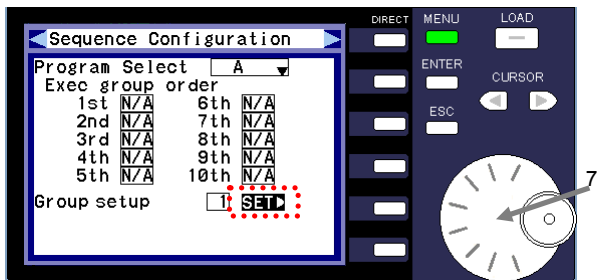 DIRECT
MENU
LOAD
Sequence Configuration
Program Select A
Exec group order
1st N/A 6th N/A
2nd N/A 7th N/A
3rd N/A 8th N/A
4th N/A 9th N/A
5th N/A 10th N/A
Group setup 1 SET
ENTER
CURSOR
ESC
7